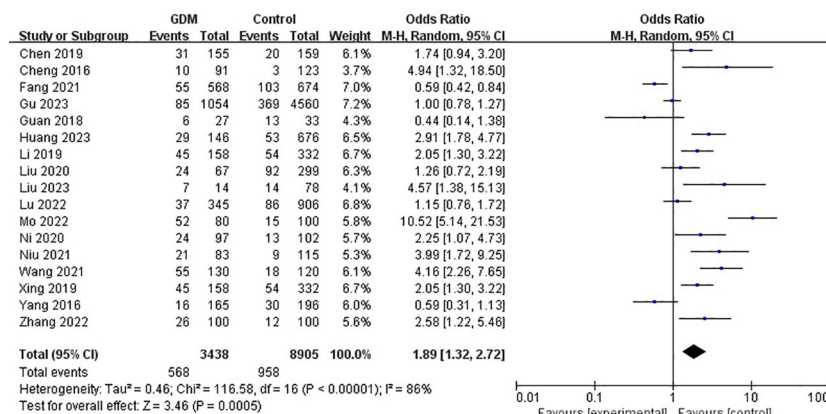 GDM Control Odds Ratio Odds Ratio
Study or Subgroup Events Total Events Total Weight M-H, Random, 95% CI M-H, Random, 95% CI
Chen 2019 31 155 20 159 6.1% 1.74 [0.94, 3.20]
Cheng 2016 10 91 3 123 3.7% 4.94 [1.32, 18.50]
Fang 2021 55 568 103 674 7.0% 0.59 [0.42, 0.84]
Gu 2023 85 1054 369 4560 7.2% 1.00 [0.78, 1.27]
Guan 2018 6 27 13 33 4.2% 0.44 [0.14, 1.38]
Huang 2023 29 146 53 676 6.5% 2.91 [1.78, 4.77]
Li 2019 45 158 54 332 6.7% 2.05 [1.30, 3.22]
Liu 2020 24 67 92 299 6.3% 1.26 [0.72, 2.19]
Liu 2023 7 14 14 78 4.1% 4.57 [1.38, 15.13]
Lu 2022 37 345 86 906 6.8% 1.15 [0.76, 1.72]
Mo 2022 52 80 15 100 5.8% 10.52 [5.14, 21.53]
Ni 2020 24 97 13 102 5.7% 2.25 [1.07, 4.73]
Niu 2021 21 83 9 115 5.3% 3.99 [1.72, 9.25]
Wang 2021 55 130 18 120 6.2% 4.16 [2.26, 7.65]
Xing 2019 45 158 54 332 6.7% 2.05 [1.30, 3.22]
Yang 2016 16 165 30 196 6.0% 0.59 [0.31, 1.13]
Zhang 2022 26 100 12 100 5.6% 2.58 [1.22, 5.46]
Total (95% CI) 3438 8905 100.0% 1.89 [1.32, 2.72]
Total events 568 958
Heterogeneity: Tau² = 0.46; Chi² = 116.58, df = 16 (P < 0.00001); I² = 86%
Test for overall effect: Z = 3.46 (P = 0.0005)
0.01 0.1 1 10 100
Favours [experimental] Favours [control]